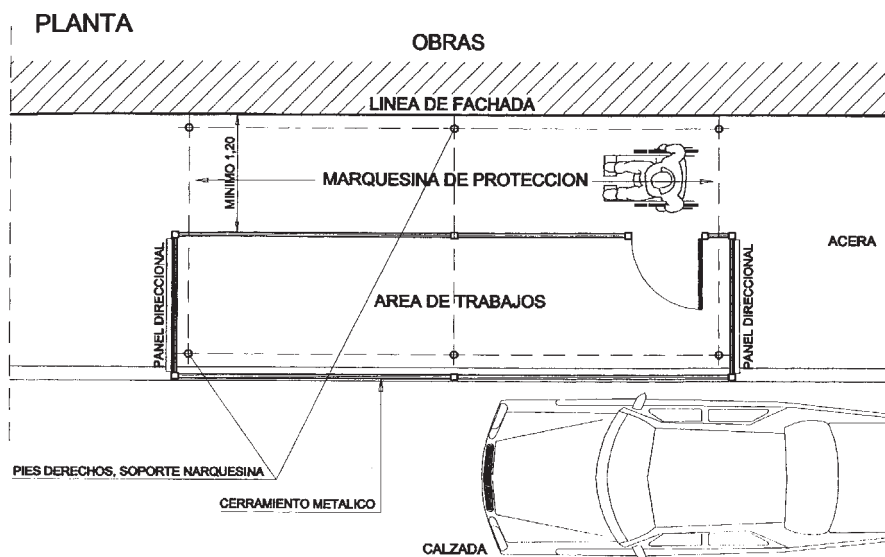 PLANTA
OBRAS
LINEA DE FACHADA
MINIMO 1,20
MARQUESINA DE PROTECCION
ACERA
PANEL DIRECCIONAL
AREA DE TRABAJOS
PANEL DIRECCIONAL
PIES DERECHOS, SOPORTE NARQUESINA
CERRAMIENTO METALICO
CALZADA